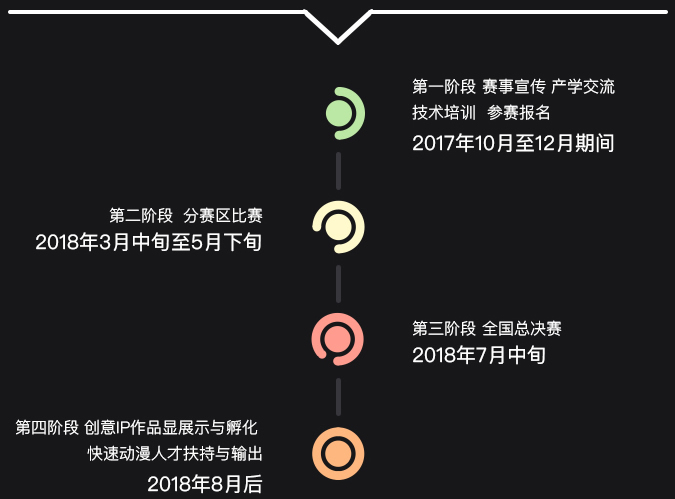 第一阶段 赛事宣传 产学交流
技术培训 参赛报名
2017年10月至12月期间
第二阶段 分赛区比赛
2018年3月中旬至5月下旬
第三阶段 全国总决赛
2018年7月中旬
第四阶段 创意IP作品显展示与孵化
快速动漫人才扶持与输出
2018年8月后